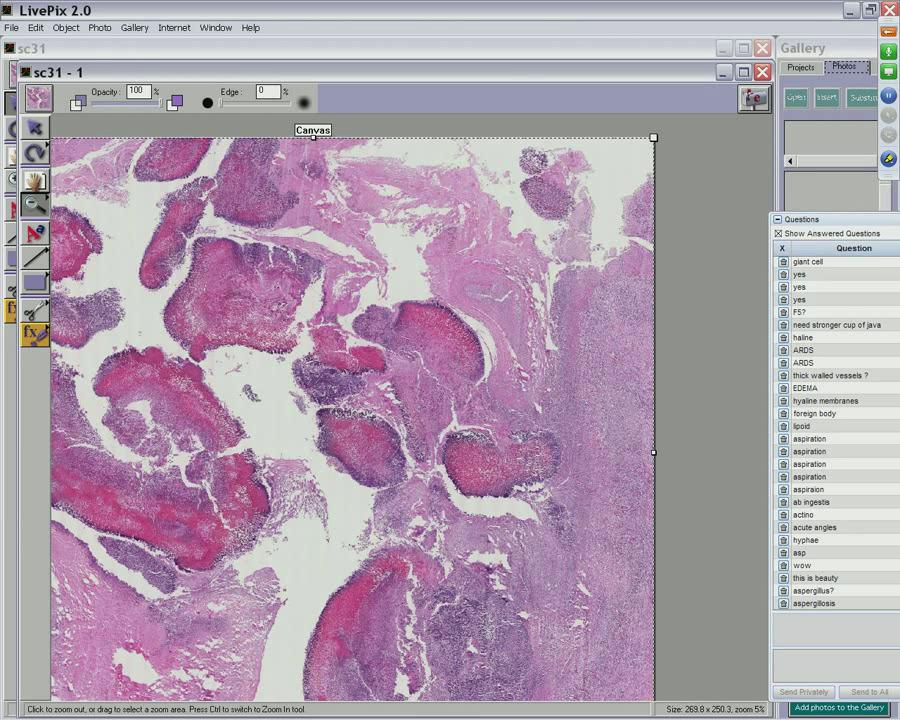 LivePix 2.0
File Edit Object Photo Gallery Internet Window Help
sc31
Gallery
sc31 - 1
Projects Photos
Opacity: 100 % Edge: 0 %
Open Insert
Canvas
Questions
Show Answered Questions
X Question
giant cell
yes
yes
yes
F5?
need stronger cup of java
haline
ARDS
ARDS
thick walled vessels ?
EDEMA
hyaline membranes
foreign body
lipoid
aspiration
aspiration
aspiration
aspiration
aspiraion
ab ingestis
actino
acute angles
hyphae
asp
wow
this is beauty
aspergillus?
aspergillosis
Send Privately Send to All
Click to zoom out, or drag to select a zoom area. Press Ctrl to switch to Zoom In tool. Size: 269.8 x 250.3, zoom 5%
Add photos to the Gallery